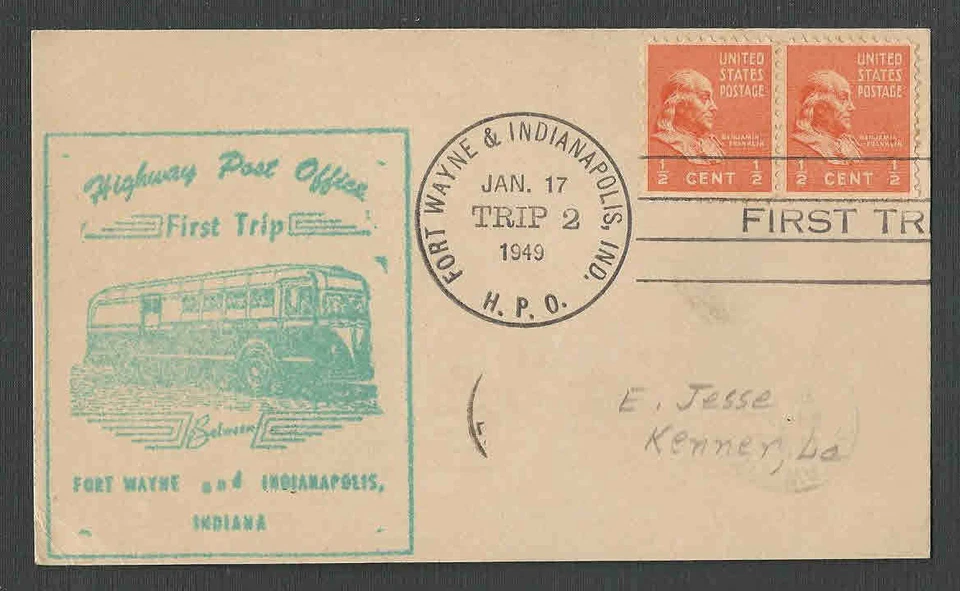 Highway Post Office
First Trip
Between
FORT WAYNE and INDIANAPOLIS,
INDIANA
FORT WAYNE & INDIANAPOLIS, IND.
JAN. 17
TRIP 2
1949
H. P. O.
UNITED
STATES
POSTAGE
BENJAMIN
FRANKLIN
1/2 CENT 1/2
UNITED
STATES
POSTAGE
BENJAMIN
FRANKLIN
1/2 CENT 1/2
FIRST TR
E. Jesse
Kenner, La